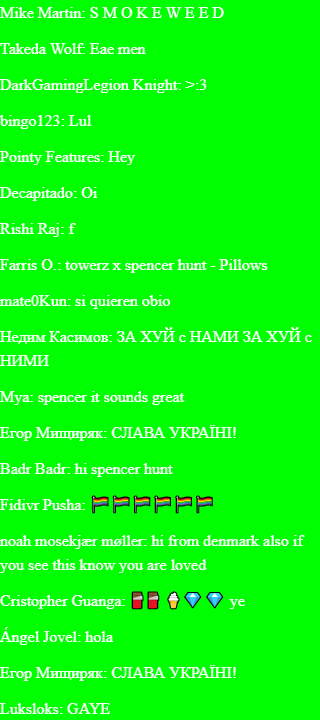 Mike Martin: S M O K E W E E D
Takeda Wolf: Eae men
DarkGamingLegion Knight: >:3
bingo123: Lul
Pointy Features: Hey
Decapitado: Oi
Rishi Raj: f
Farris O.: towerz x spencer hunt - Pillows
mate0Kun: si quieren obio
Недим Касимов: ЗА ХУЙ с НАМИ ЗА ХУЙ с
НИМИ
Mya: spencer it sounds great
Егор Мищиряк: СЛАВА УКРАЇНІ!
Badr Badr: hi spencer hunt
Fidivr Pusha: 🏳️‍🌈🏳️‍🌈🏳️‍🌈🏳️‍🌈🏳️‍🌈🏳️‍🌈
noah mosekjær møller: hi from denmark also if
you see this know you are loved
Cristopher Guanga: 🍫🍫🍦💎💎 ye
Ángel Jovel: hola
Егор Мищиряк: СЛАВА УКРАЇНІ!
Luksloks: GAYE